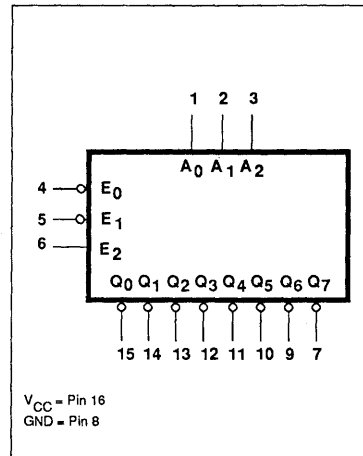 1 2 3
A0 A1 A2
4 E0
5 E1
6 E2
Q0 Q1 Q2 Q3 Q4 Q5 Q6 Q7
15 14 13 12 11 10 9 7
VCC = Pin 16
GND = Pin 8